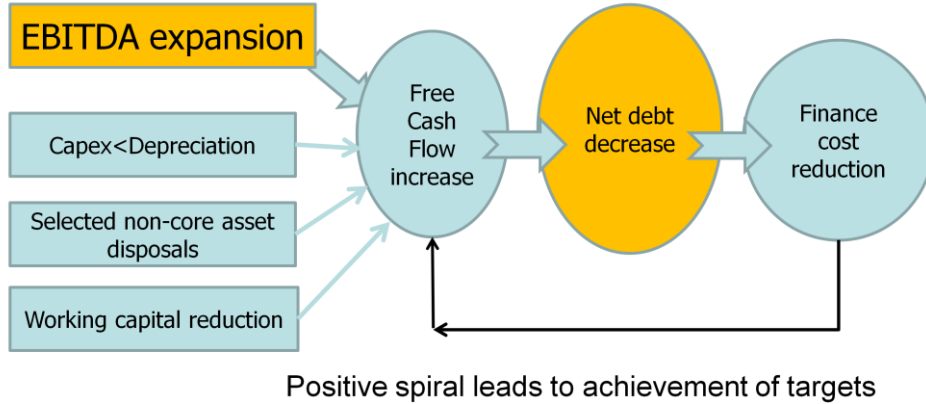 EBITDA expansion
Capex<Depreciation
Selected non-core asset
disposals
Working capital reduction
Free
Cash
Flow
increase
Net debt
decrease
Finance
cost
reduction
Positive spiral leads to achievement of targets